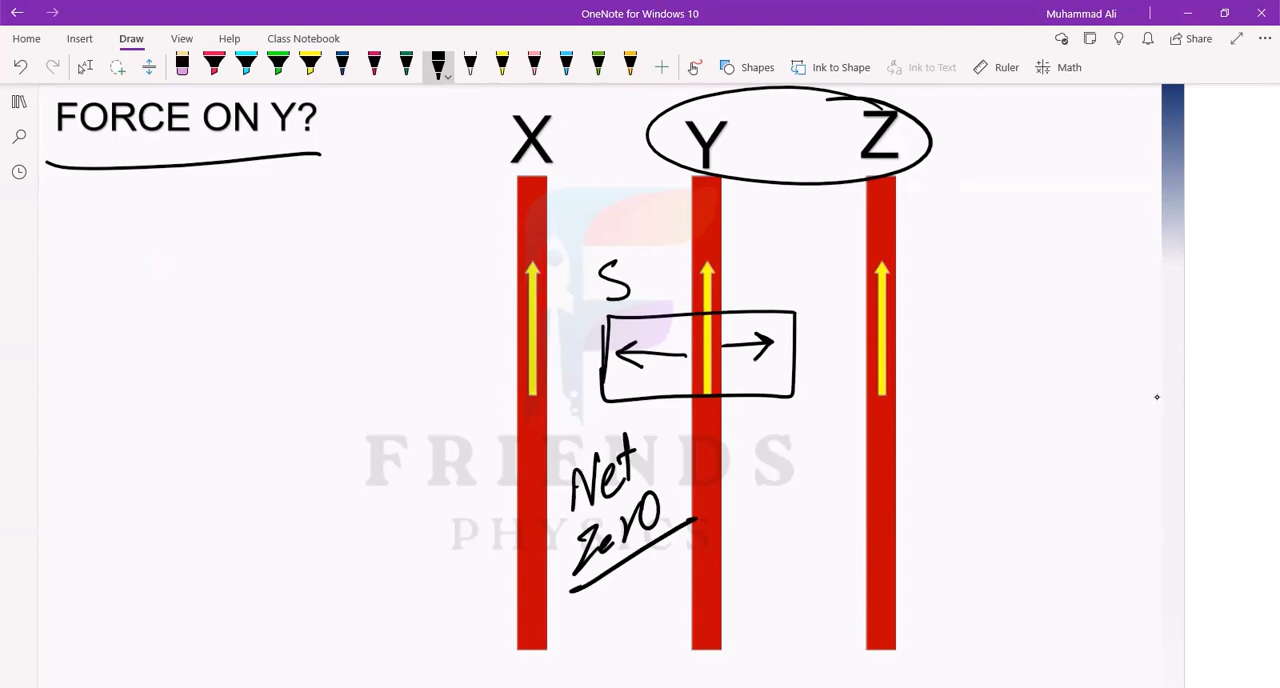 OneNote for Windows 10
Muhammad Ali
Home Insert Draw View Help Class Notebook
Share
Shapes Ink to Shape Ink to Text Ruler Math
FORCE ON Y?
X Y Z
S
FRIENDS
PHYSICS
Net
Zero